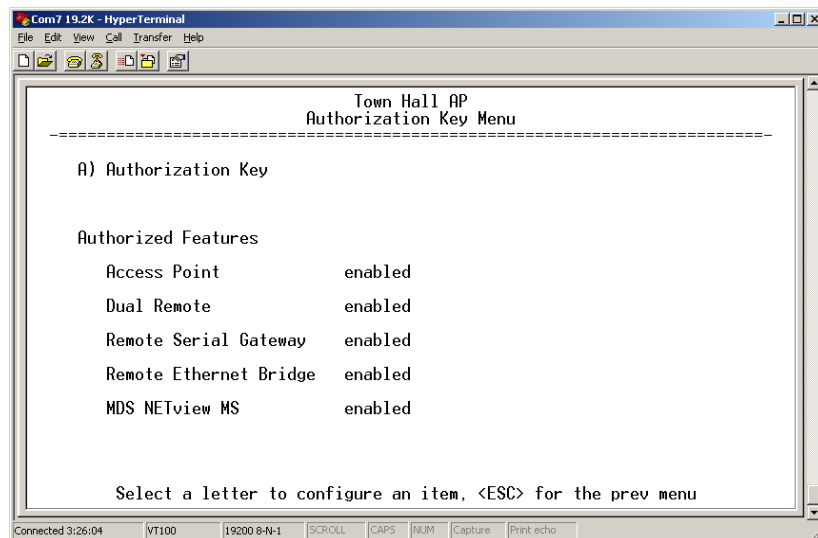 Com7 19.2K - HyperTerminal
File Edit View Call Transfer Help
Town Hall AP
Authorization Key Menu
-==========================================================================-
A) Authorization Key
Authorized Features
Access Point enabled
Dual Remote enabled
Remote Serial Gateway enabled
Remote Ethernet Bridge enabled
MDS NETview MS enabled
Select a letter to configure an item, <ESC> for the prev menu
Connected 3:26:04 VT100 19200 8-N-1 SCROLL CAPS NUM Capture Print echo